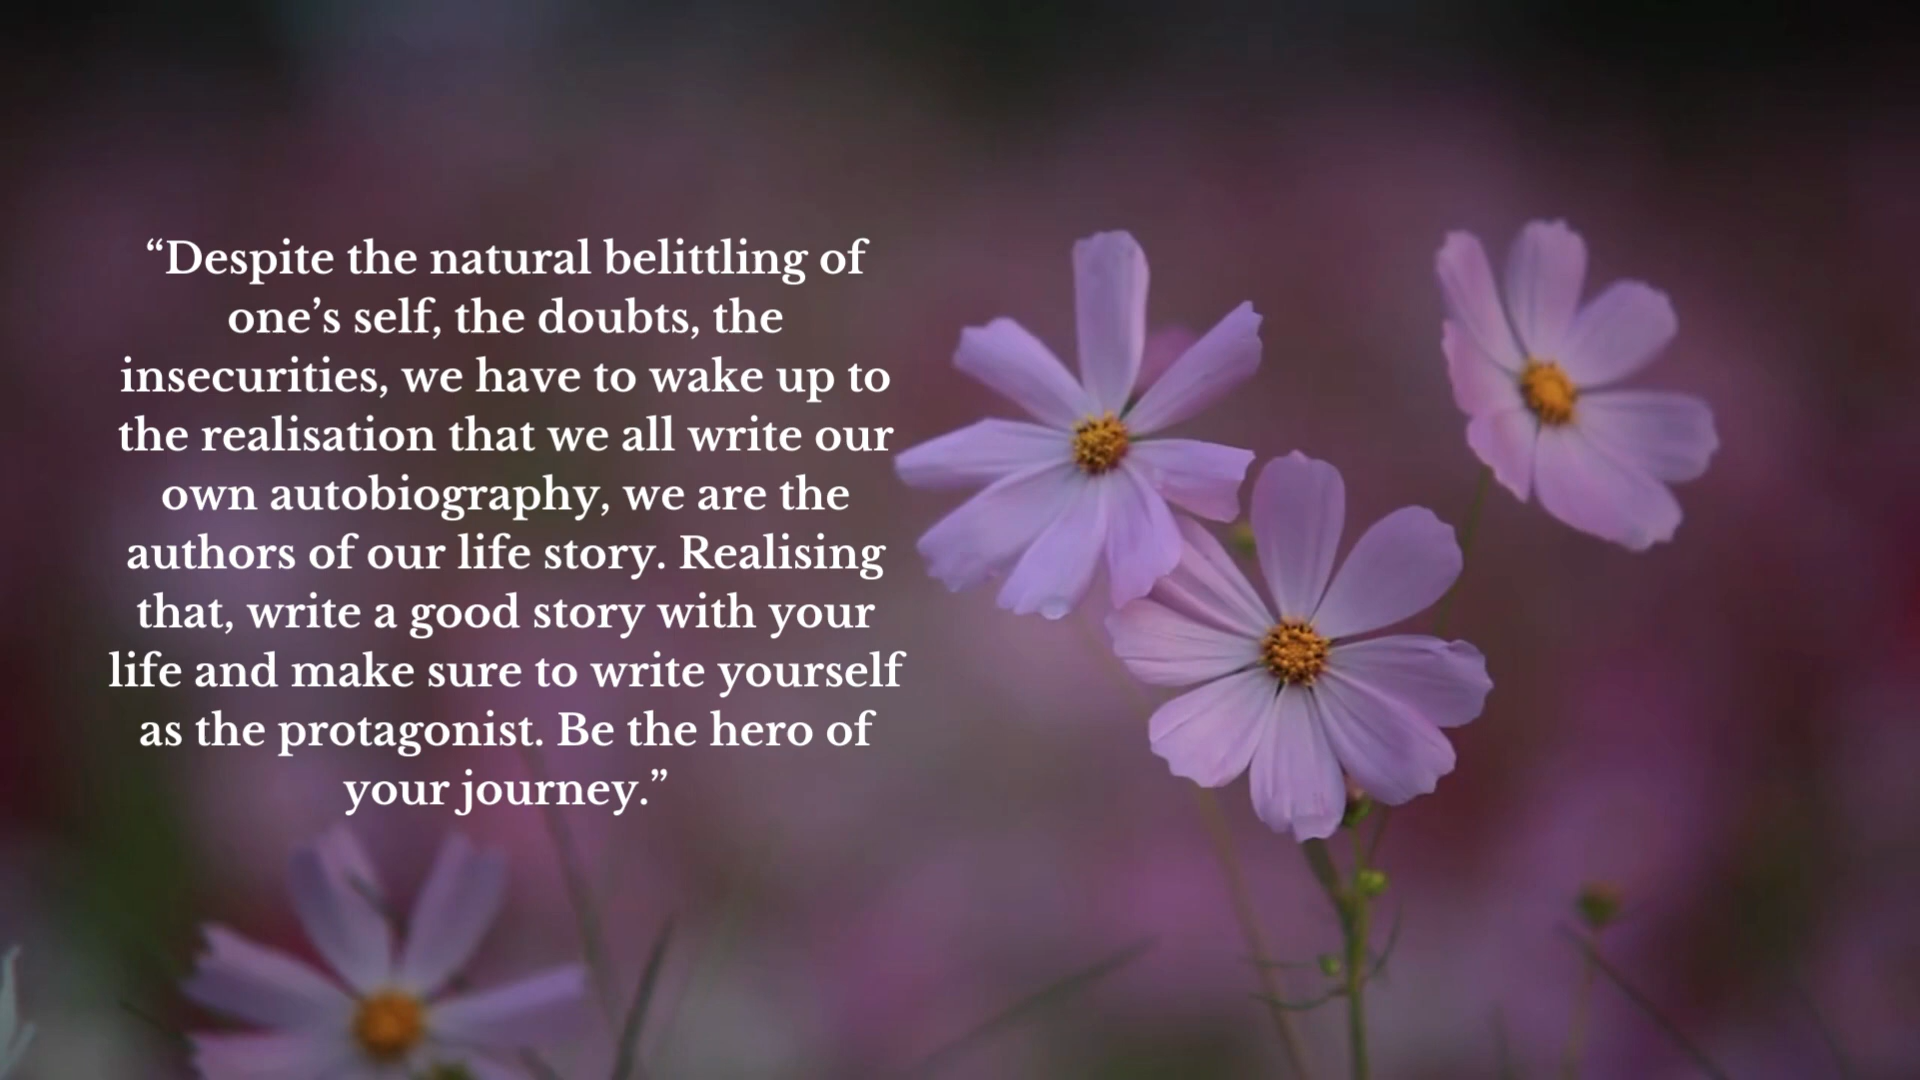 “Despite the natural belittling of
one’s self, the doubts, the
insecurities, we have to wake up to
the realisation that we all write our
own autobiography, we are the
authors of our life story. Realising
that, write a good story with your
life and make sure to write yourself
as the protagonist. Be the hero of
your journey.”